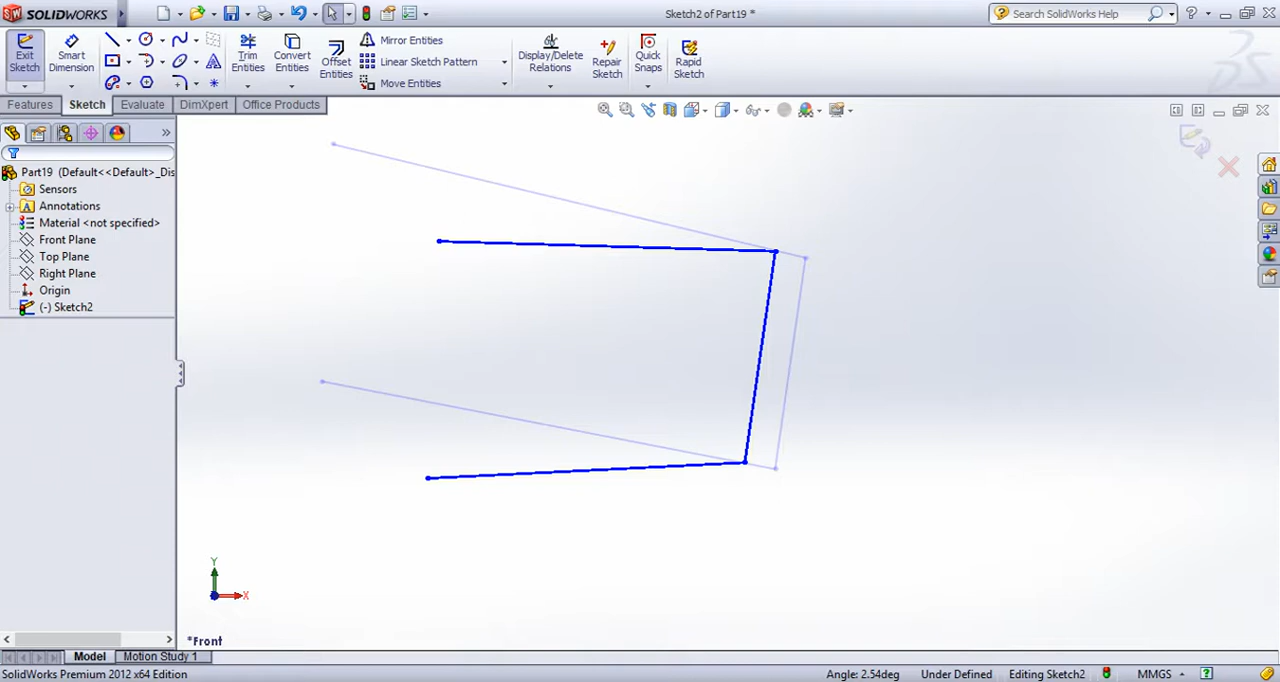 SOLIDWORKS
Sketch2 of Part19 *
Search SolidWorks Help
Exit Sketch
Smart Dimension
Trim Entities
Convert Entities
Offset Entities
Mirror Entities
Linear Sketch Pattern
Move Entities
Display/Delete Relations
Repair Sketch
Quick Snaps
Rapid Sketch
Features
Sketch
Evaluate
DimXpert
Office Products
Part19 (Default<<Default>_Dis
Sensors
Annotations
Material <not specified>
Front Plane
Top Plane
Right Plane
Origin
(-) Sketch2
Y
X
*Front
Model
Motion Study 1
SolidWorks Premium 2012 x64 Edition
Angle: 2.54deg
Under Defined
Editing Sketch2
MMGS